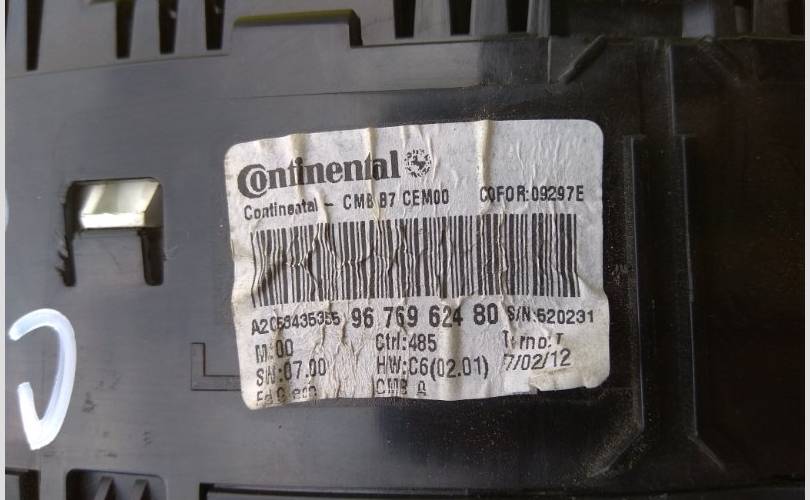 Continental
Continental - CMB B7 CEM00 COFOR:09297E
A2C53435355 96 769 624 80 S/N:520231
M:00 Ctrl:485
SW:07.00 HW:C6(02.01) 7/02/12
CMB A
C